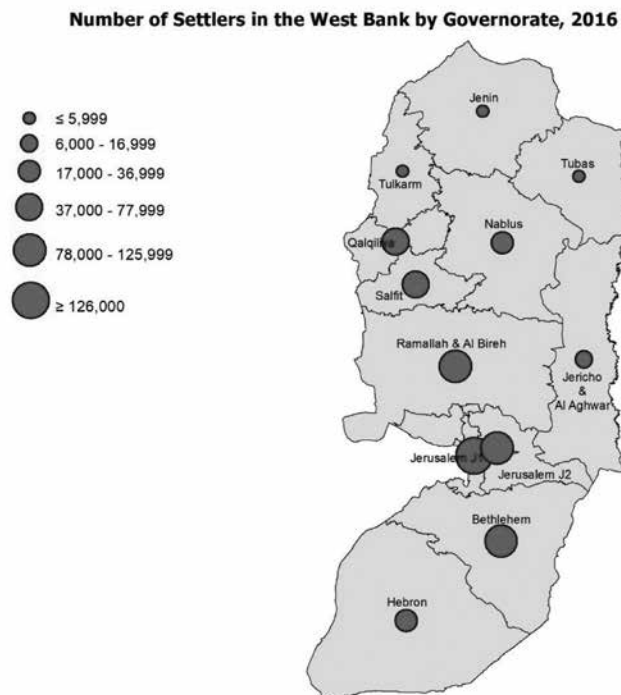 Number of Settlers in the West Bank by Governorate, 2016
≤ 5,999
6,000 - 16,999
17,000 - 36,999
37,000 - 77,999
78,000 - 125,999
≥ 126,000
Jenin
Tubas
Tulkarm
Nablus
Qalqiliya
Salfit
Ramallah & Al Bireh
Jericho
&
Al Aghwar
Jerusalem J1
Jerusalem J2
Bethlehem
Hebron